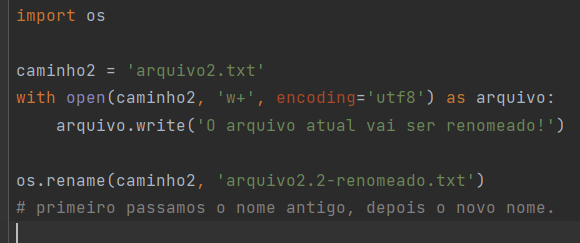 import os
caminho2 = 'arquivo2.txt'
with open(caminho2, 'w+', encoding='utf8') as arquivo:
    arquivo.write('O arquivo atual vai ser renomeado!')
os.rename(caminho2, 'arquivo2.2-renomeado.txt')
# primeiro passamos o nome antigo, depois o novo nome.